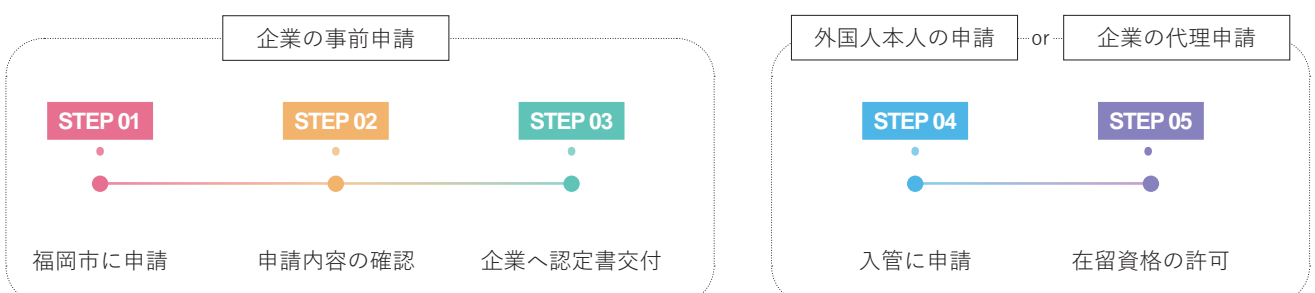 企業の事前申請
STEP 01
STEP 02
STEP 03
福岡市に申請
申請内容の確認
企業へ認定書交付
外国人本人の申請
or
企業の代理申請
STEP 04
STEP 05
入管に申請
在留資格の許可